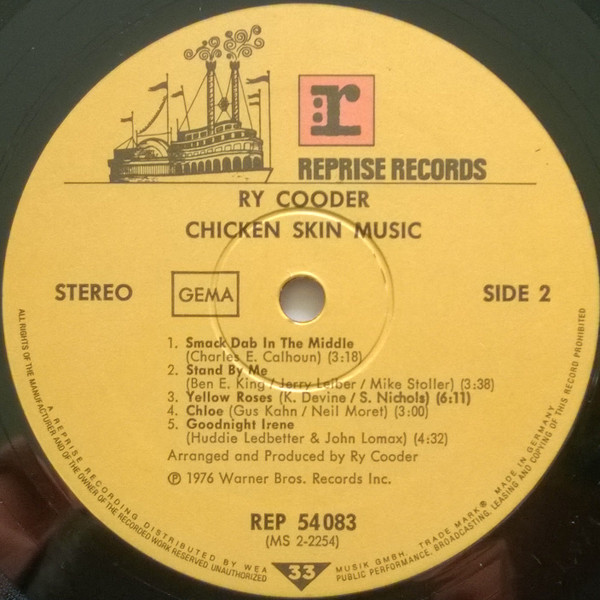 r
REPRISE RECORDS
RY COODER
CHICKEN SKIN MUSIC
STEREO
GEMA
SIDE 2
1. Smack Dab In The Middle
(Charles E. Calhoun) (3:18)
2. Stand By Me
(Ben E. King / Jerry Leiber / Mike Stoller) (3:38)
3. Yellow Roses (K. Devine / S. Nichols) (6:11)
4. Chloe (Gus Kahn / Neil Moret) (3:00)
5. Goodnight Irene
(Huddie Ledbetter & John Lomax) (4:32)
Arranged and Produced by Ry Cooder
℗ 1976 Warner Bros. Records Inc.
REP 54 083
(MS 2-2254)
33
A REPRISE RECORDING DISTRIBUTED BY WEA MUSIK GMBH, TRADE MARK ® MADE IN GERMANY
ALL RIGHTS OF THE MANUFACTURER AND OF THE OWNER OF THE RECORDED WORK RESERVED UNAUTHORIZED PUBLIC PERFORMANCE, BROADCASTING, LEASING AND COPYING OF THIS RECORD PROHIBITED